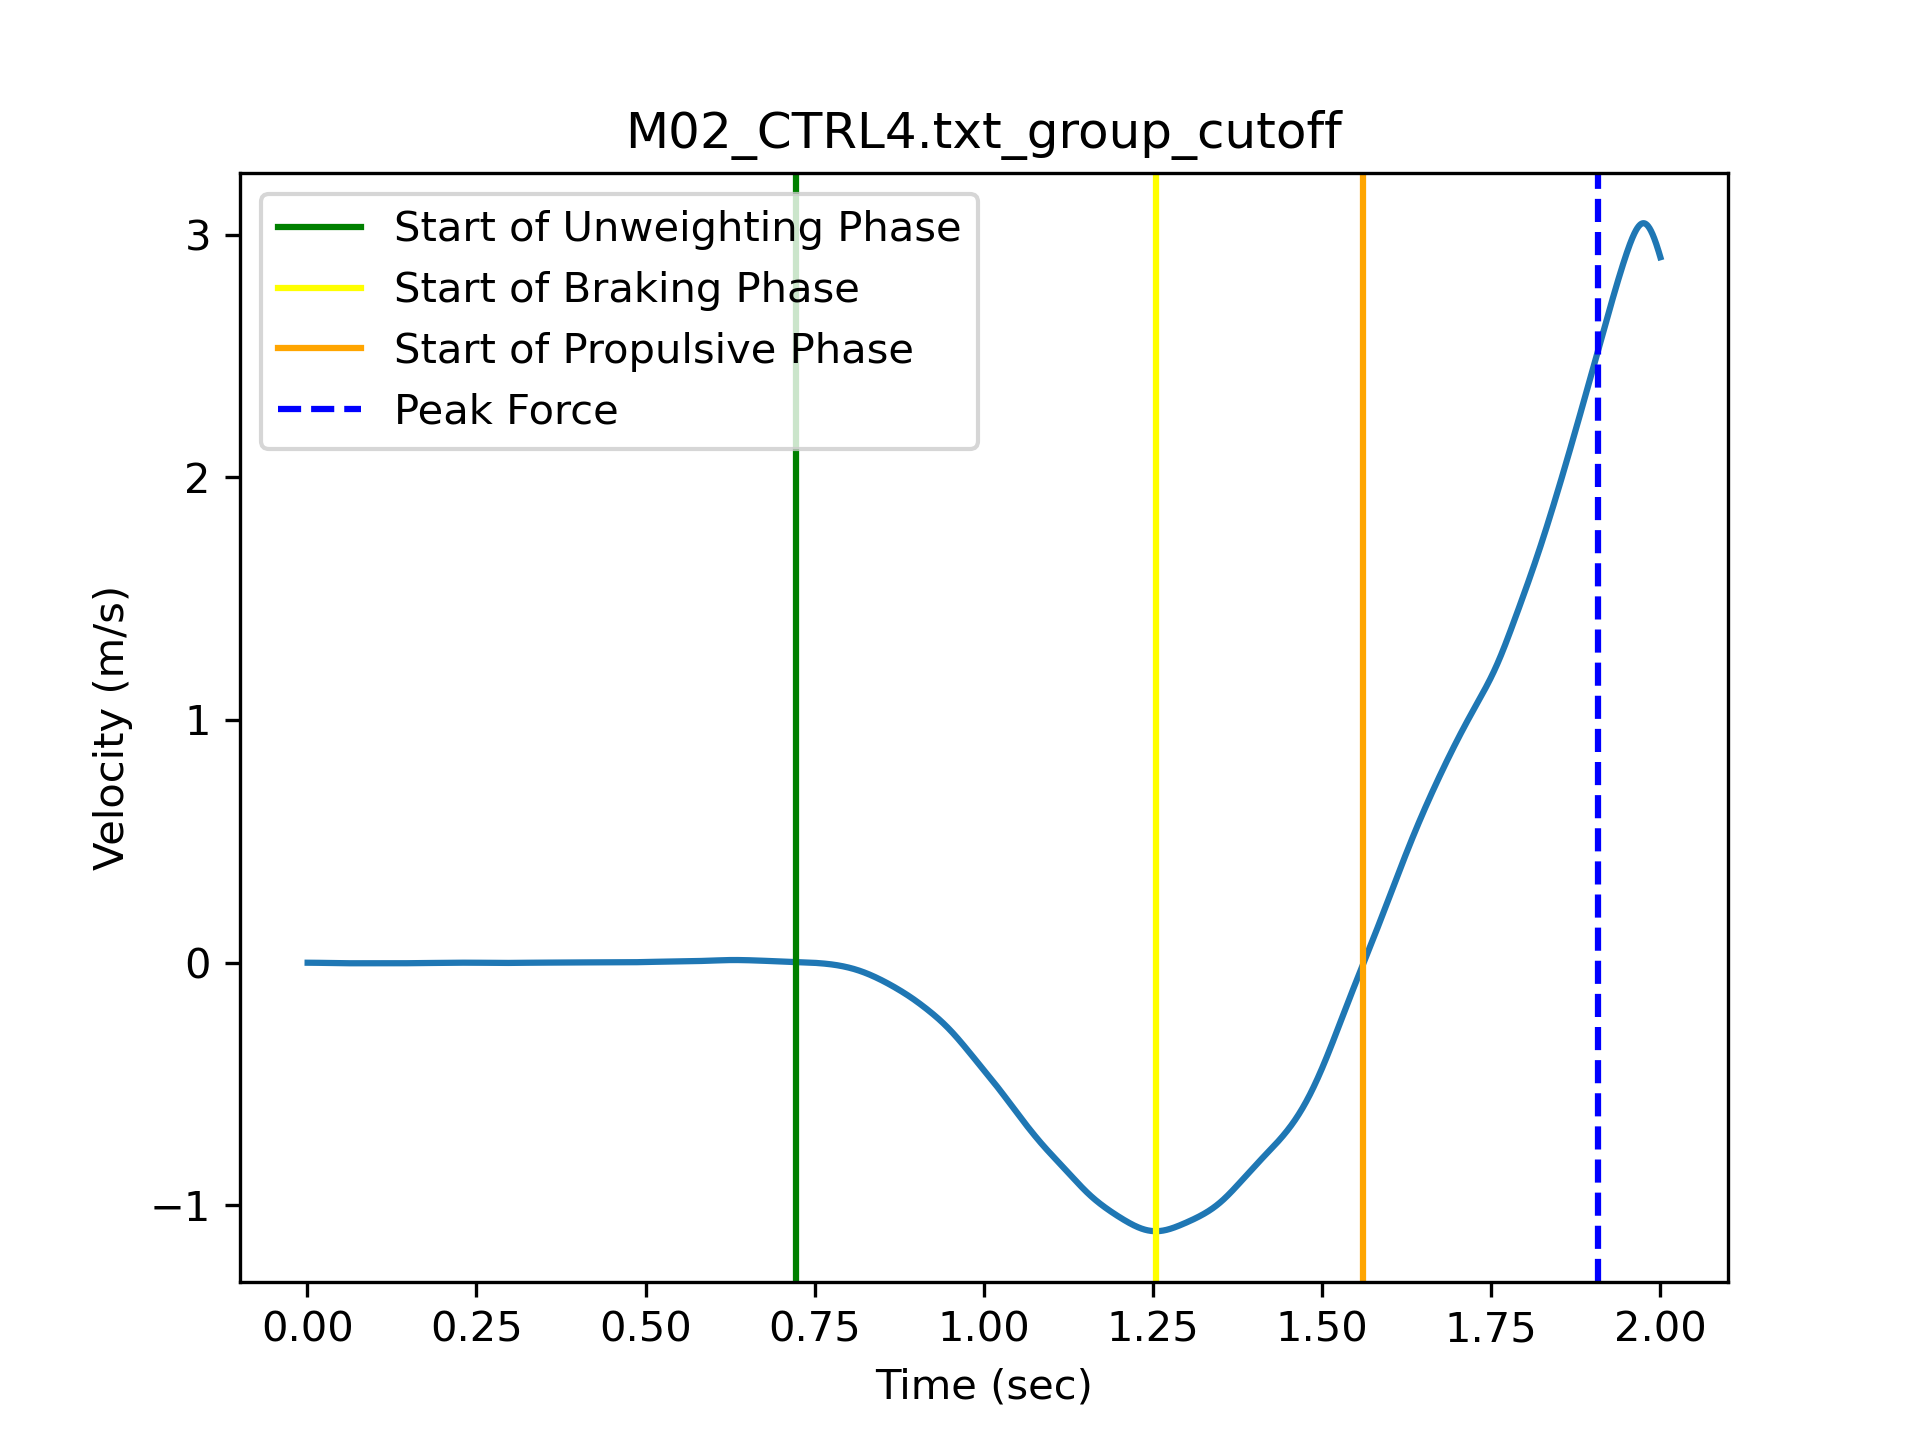 M02_CTRL4.txt_group_cutoff
Start of Unweighting Phase
Start of Braking Phase
Start of Propulsive Phase
Peak Force
3
2
1
0
−1
Velocity (m/s)
0.00 0.25 0.50 0.75 1.00 1.25 1.50 1.75 2.00
Time (sec)